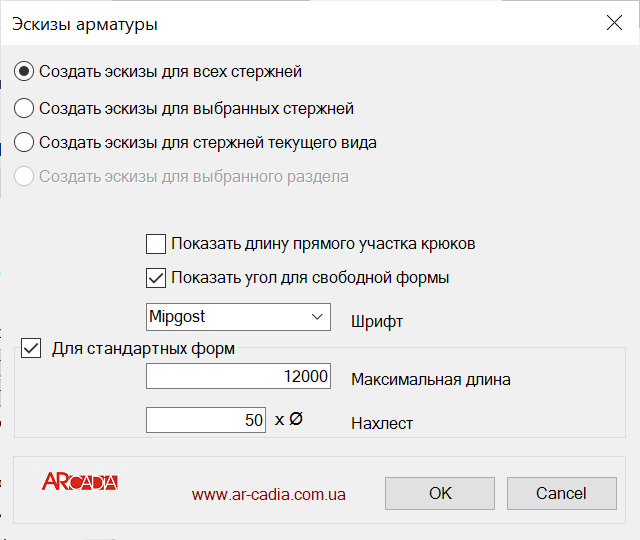 Эскизы арматуры
Создать эскизы для всех стержней
Создать эскизы для выбранных стержней
Создать эскизы для стержней текущего вида
Создать эскизы для выбранного раздела
Показать длину прямого участка крюков
Показать угол для свободной формы
Mipgost Шрифт
Для стандартных форм
12000 Максимальная длина
50 x Ø Нахлест
ARCADIA www.ar-cadia.com.ua OK Cancel